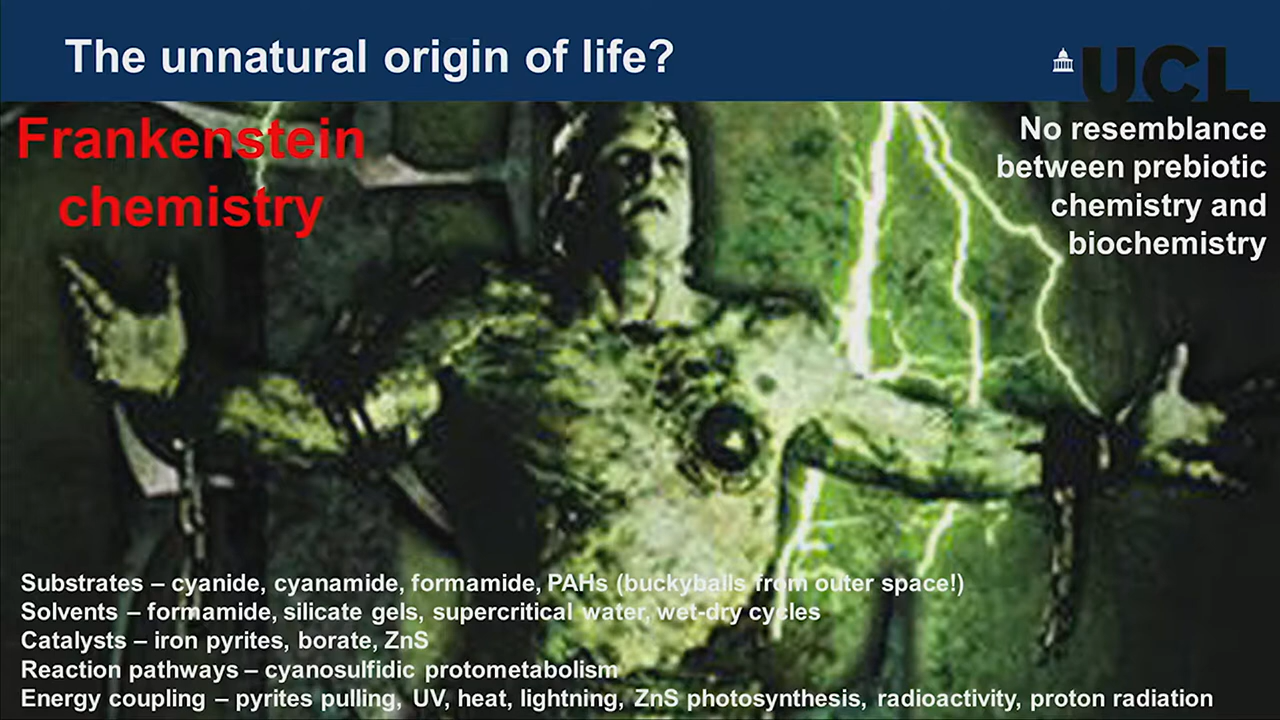 The unnatural origin of life?
UCL
Frankenstein
chemistry
No resemblance
between prebiotic
chemistry and
biochemistry
Substrates – cyanide, cyanamide, formamide, PAHs (buckyballs from outer space!)
Solvents – formamide, silicate gels, supercritical water, wet-dry cycles
Catalysts – iron pyrites, borate, ZnS
Reaction pathways – cyanosulfidic protometabolism
Energy coupling – pyrites pulling, UV, heat, lightning, ZnS photosynthesis, radioactivity, proton radiation